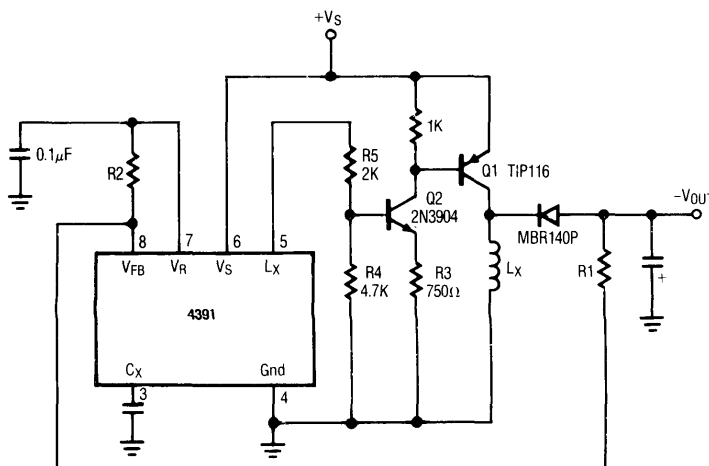 +VS
1K
R5
2K
Q1 TIP116
0.1µF
R2
Q2
2N3904
-VOU
MBR140P
8
7
6
5
VFB
VR
VS
LX
R4
4.7K
R3
750Ω
LX
R1
+
4391
CX
Gnd
3
4